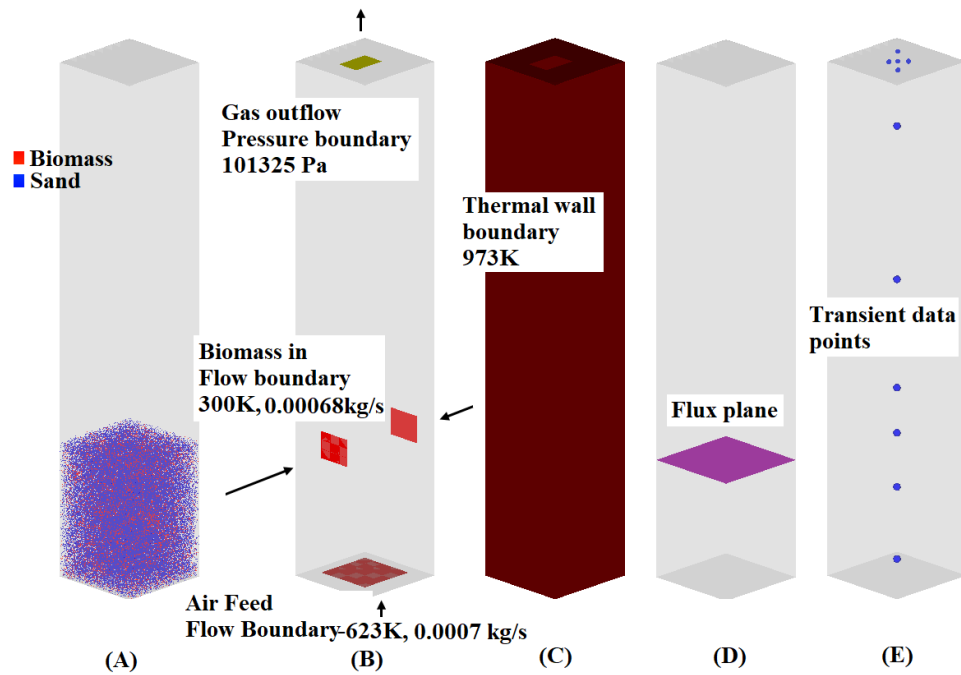 Gas outflow
Pressure boundary
101325 Pa
Biomass
Sand
Thermal wall
boundary
973K
Transient data
points
Biomass in
Flow boundary
300K, 0.00068kg/s
Flux plane
Air Feed
Flow Boundary-623K, 0.0007 kg/s
(A)
(B)
(C)
(D)
(E)